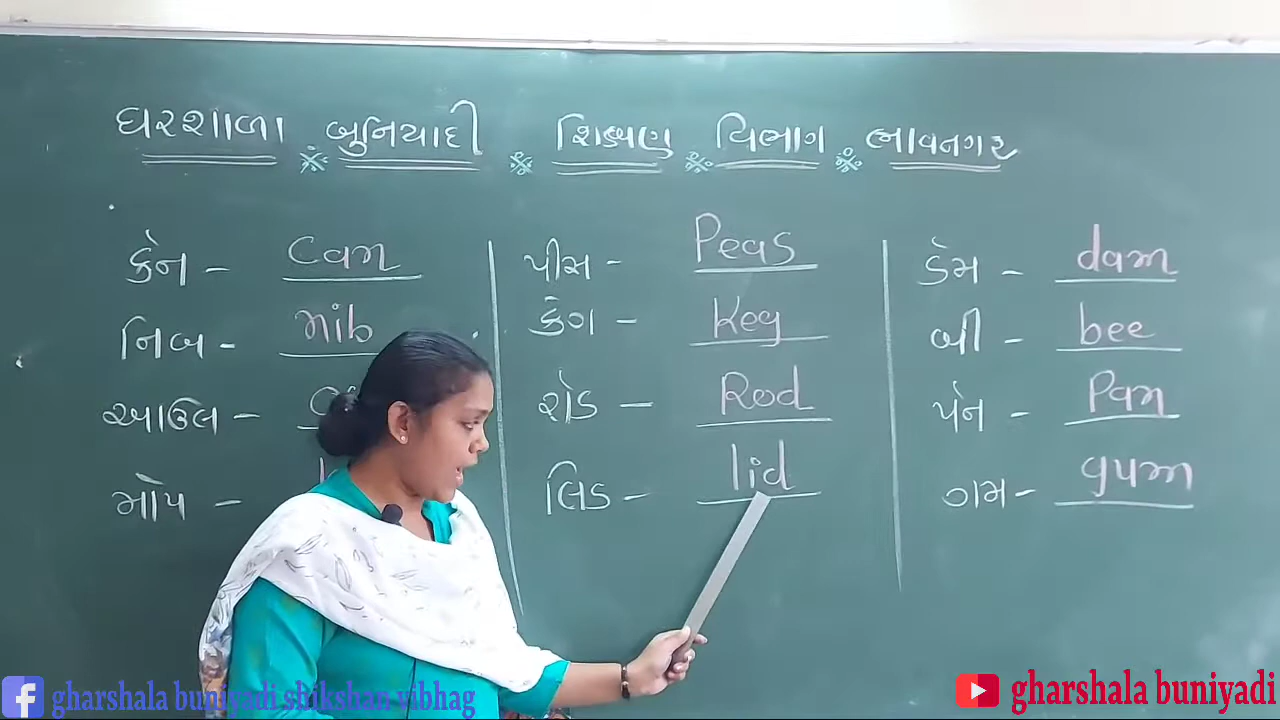 ઘરશાળા બુનિયાદી શિક્ષણ વિભાગ ભાવનગર
કેન - Can
નિબ - nib
આઉલ -
મોપ -
પીસ - Peas
કેગ - Keg
રોડ - Rod
લિડ - lid
ડેમ - dam
બી - bee
પેન - Pan
ગમ - gum
gharshala buniyadi shikshan vibhag
gharshala buniyadi